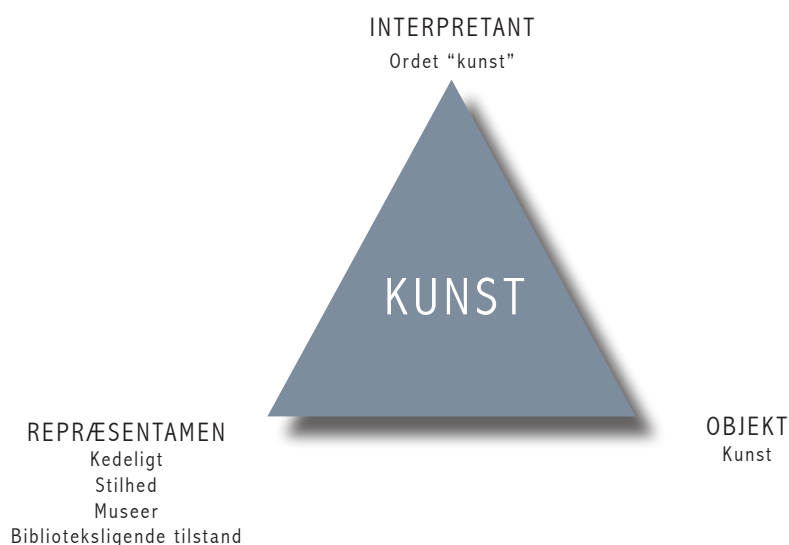 INTERPRETANT
Ordet “kunst”
KUNST
REPRÆSENTAMEN
Kedeligt
Stilhed
Museer
Biblioteksligende tilstand
OBJEKT
Kunst